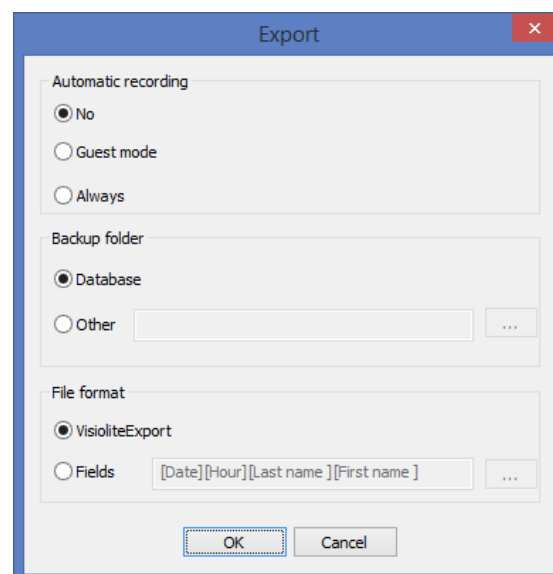 Export
Automatic recording
No
Guest mode
Always
Backup folder
Database
Other
...
File format
VisioliteExport
Fields [Date][Hour][Last name ][First name ] ...
OK Cancel